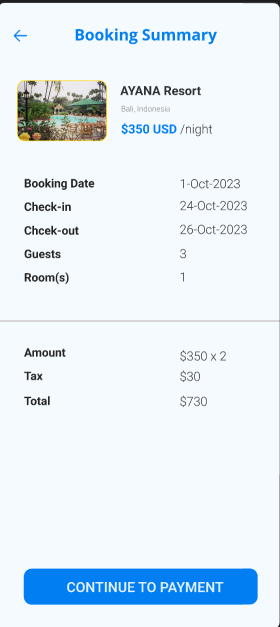 Booking Summary
AYANA Resort
Bali, Indonesia
$350 USD /night
Booking Date 1-Oct-2023
Check-in 24-Oct-2023
Chcek-out 26-Oct-2023
Guests 3
Room(s) 1
Amount $350 x 2
Tax $30
Total $730
CONTINUE TO PAYMENT